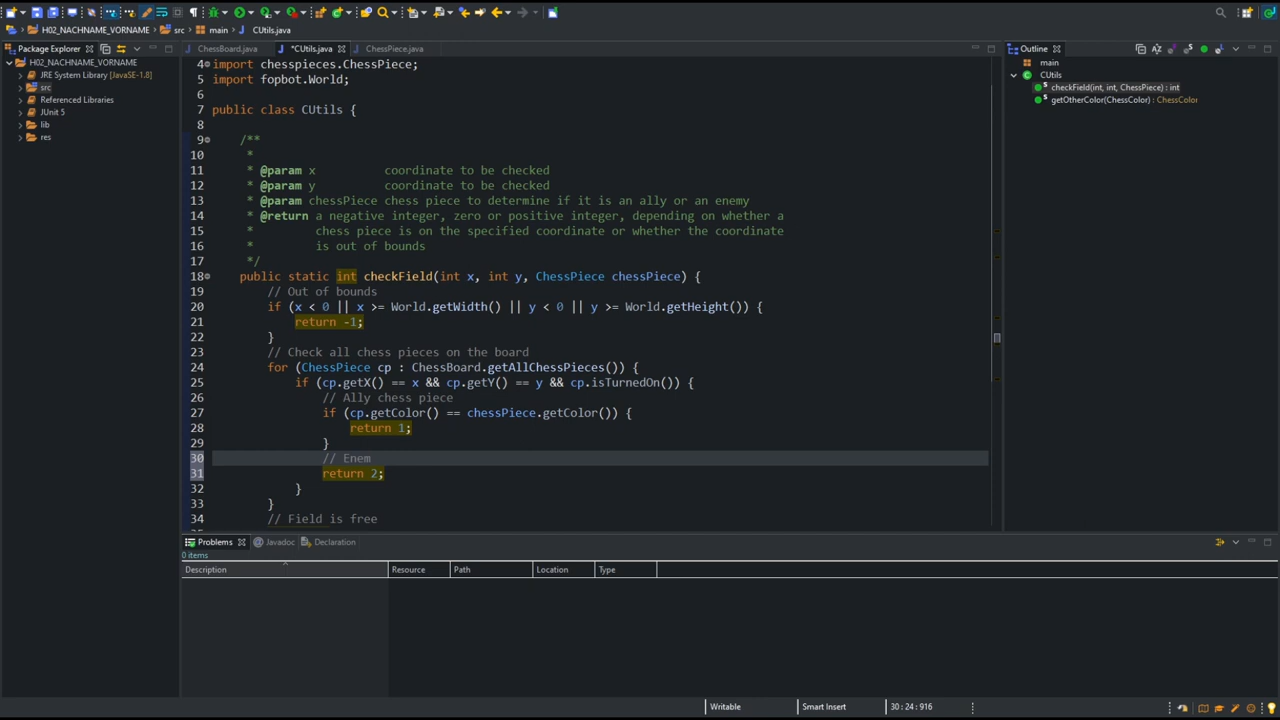 H02_NACHNAME_VORNAME src main CUtils.java
Package Explorer
H02_NACHNAME_VORNAME
JRE System Library [JavaSE-1.8]
src
Referenced Libraries
JUnit 5
lib
res
ChessBoard.java *CUtils.java ChessPiece.java
4 import chesspieces.ChessPiece;
5 import fopbot.World;
6
7 public class CUtils {
8
9 /**
10 *
11 * @param x coordinate to be checked
12 * @param y coordinate to be checked
13 * @param chessPiece chess piece to determine if it is an ally or an enemy
14 * @return a negative integer, zero or positive integer, depending on whether a
15 * chess piece is on the specified coordinate or whether the coordinate
16 * is out of bounds
17 */
18 public static int checkField(int x, int y, ChessPiece chessPiece) {
19 // Out of bounds
20 if (x < 0 || x >= World.getWidth() || y < 0 || y >= World.getHeight()) {
21 return -1;
22 }
23 // Check all chess pieces on the board
24 for (ChessPiece cp : ChessBoard.getAllChessPieces()) {
25 if (cp.getX() == x && cp.getY() == y && cp.isTurnedOn()) {
26 // Ally chess piece
27 if (cp.getColor() == chessPiece.getColor()) {
28 return 1;
29 }
30 // Enem
31 return 2;
32 }
33 }
34 // Field is free
Outline
main
CUtils
checkField(int, int, ChessPiece) : int
getOtherColor(ChessColor) : ChessColor
Problems Javadoc Declaration
0 items
Description Resource Path Location Type
Writable Smart Insert 30 : 24 : 916